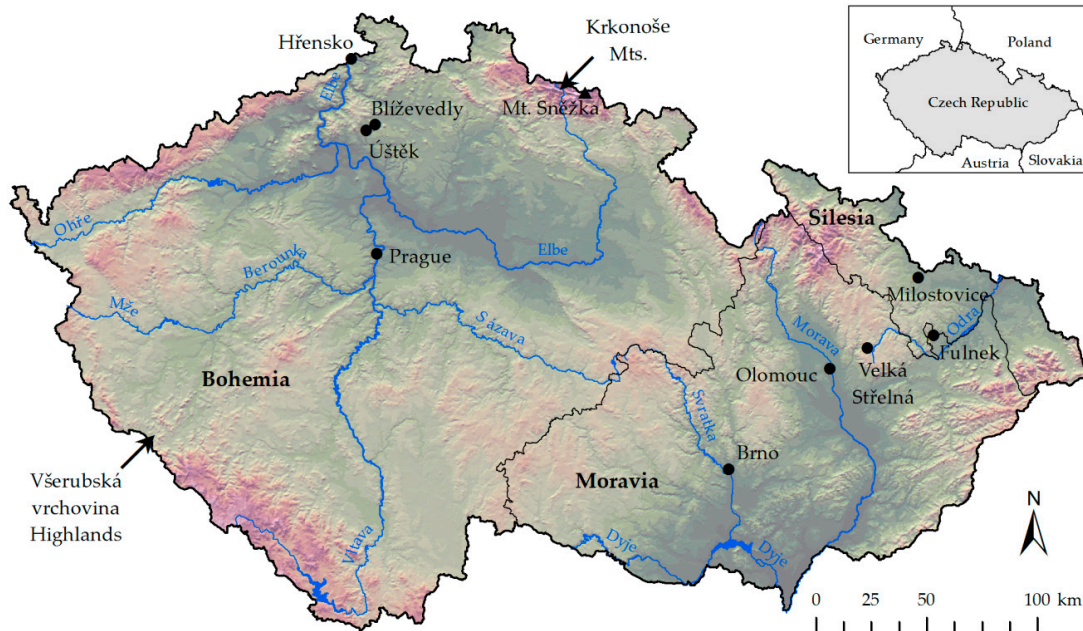 Krkonoše
Mts.
Hřensko
Elbe
Mt. Sněžka
Blíževedly
Úštěk
Germany
Poland
Czech Republic
Austria
Slovakia
Ohře
Elbe
Silesia
Prague
Berounka
Mže
Milostovice
Odra
Fulnek
Sázava
Morava
Velká
Střelná
Olomouc
Bohemia
Svratka
Brno
Moravia
Všerubská
vrchovina
Highlands
Vltava
Dyje
Dyje
N
0 25 50 100 km